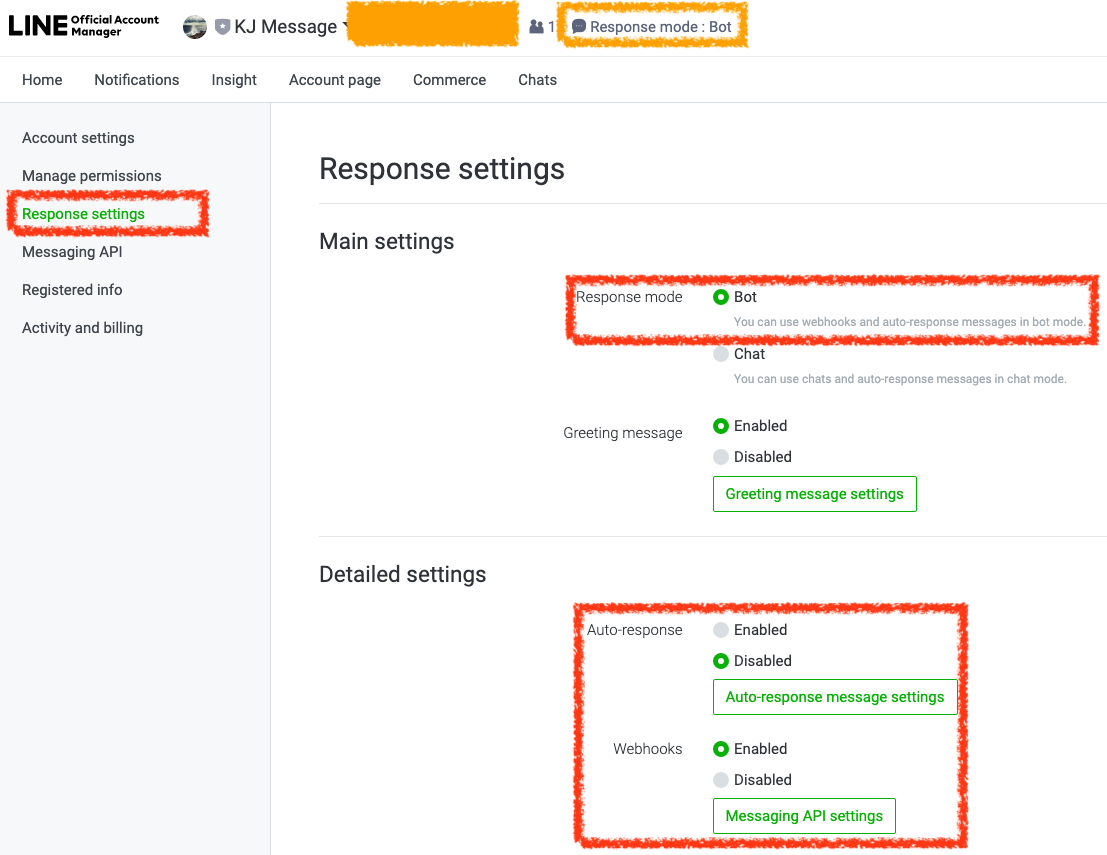 LINE Official Account Manager
KJ Message
1
Response mode : Bot
Home
Notifications
Insight
Account page
Commerce
Chats
Account settings
Manage permissions
Response settings
Messaging API
Registered info
Activity and billing
Response settings
Main settings
Response mode
Bot
You can use webhooks and auto-response messages in bot mode.
Chat
You can use chats and auto-response messages in chat mode.
Greeting message
Enabled
Disabled
Greeting message settings
Detailed settings
Auto-response
Enabled
Disabled
Auto-response message settings
Webhooks
Enabled
Disabled
Messaging API settings